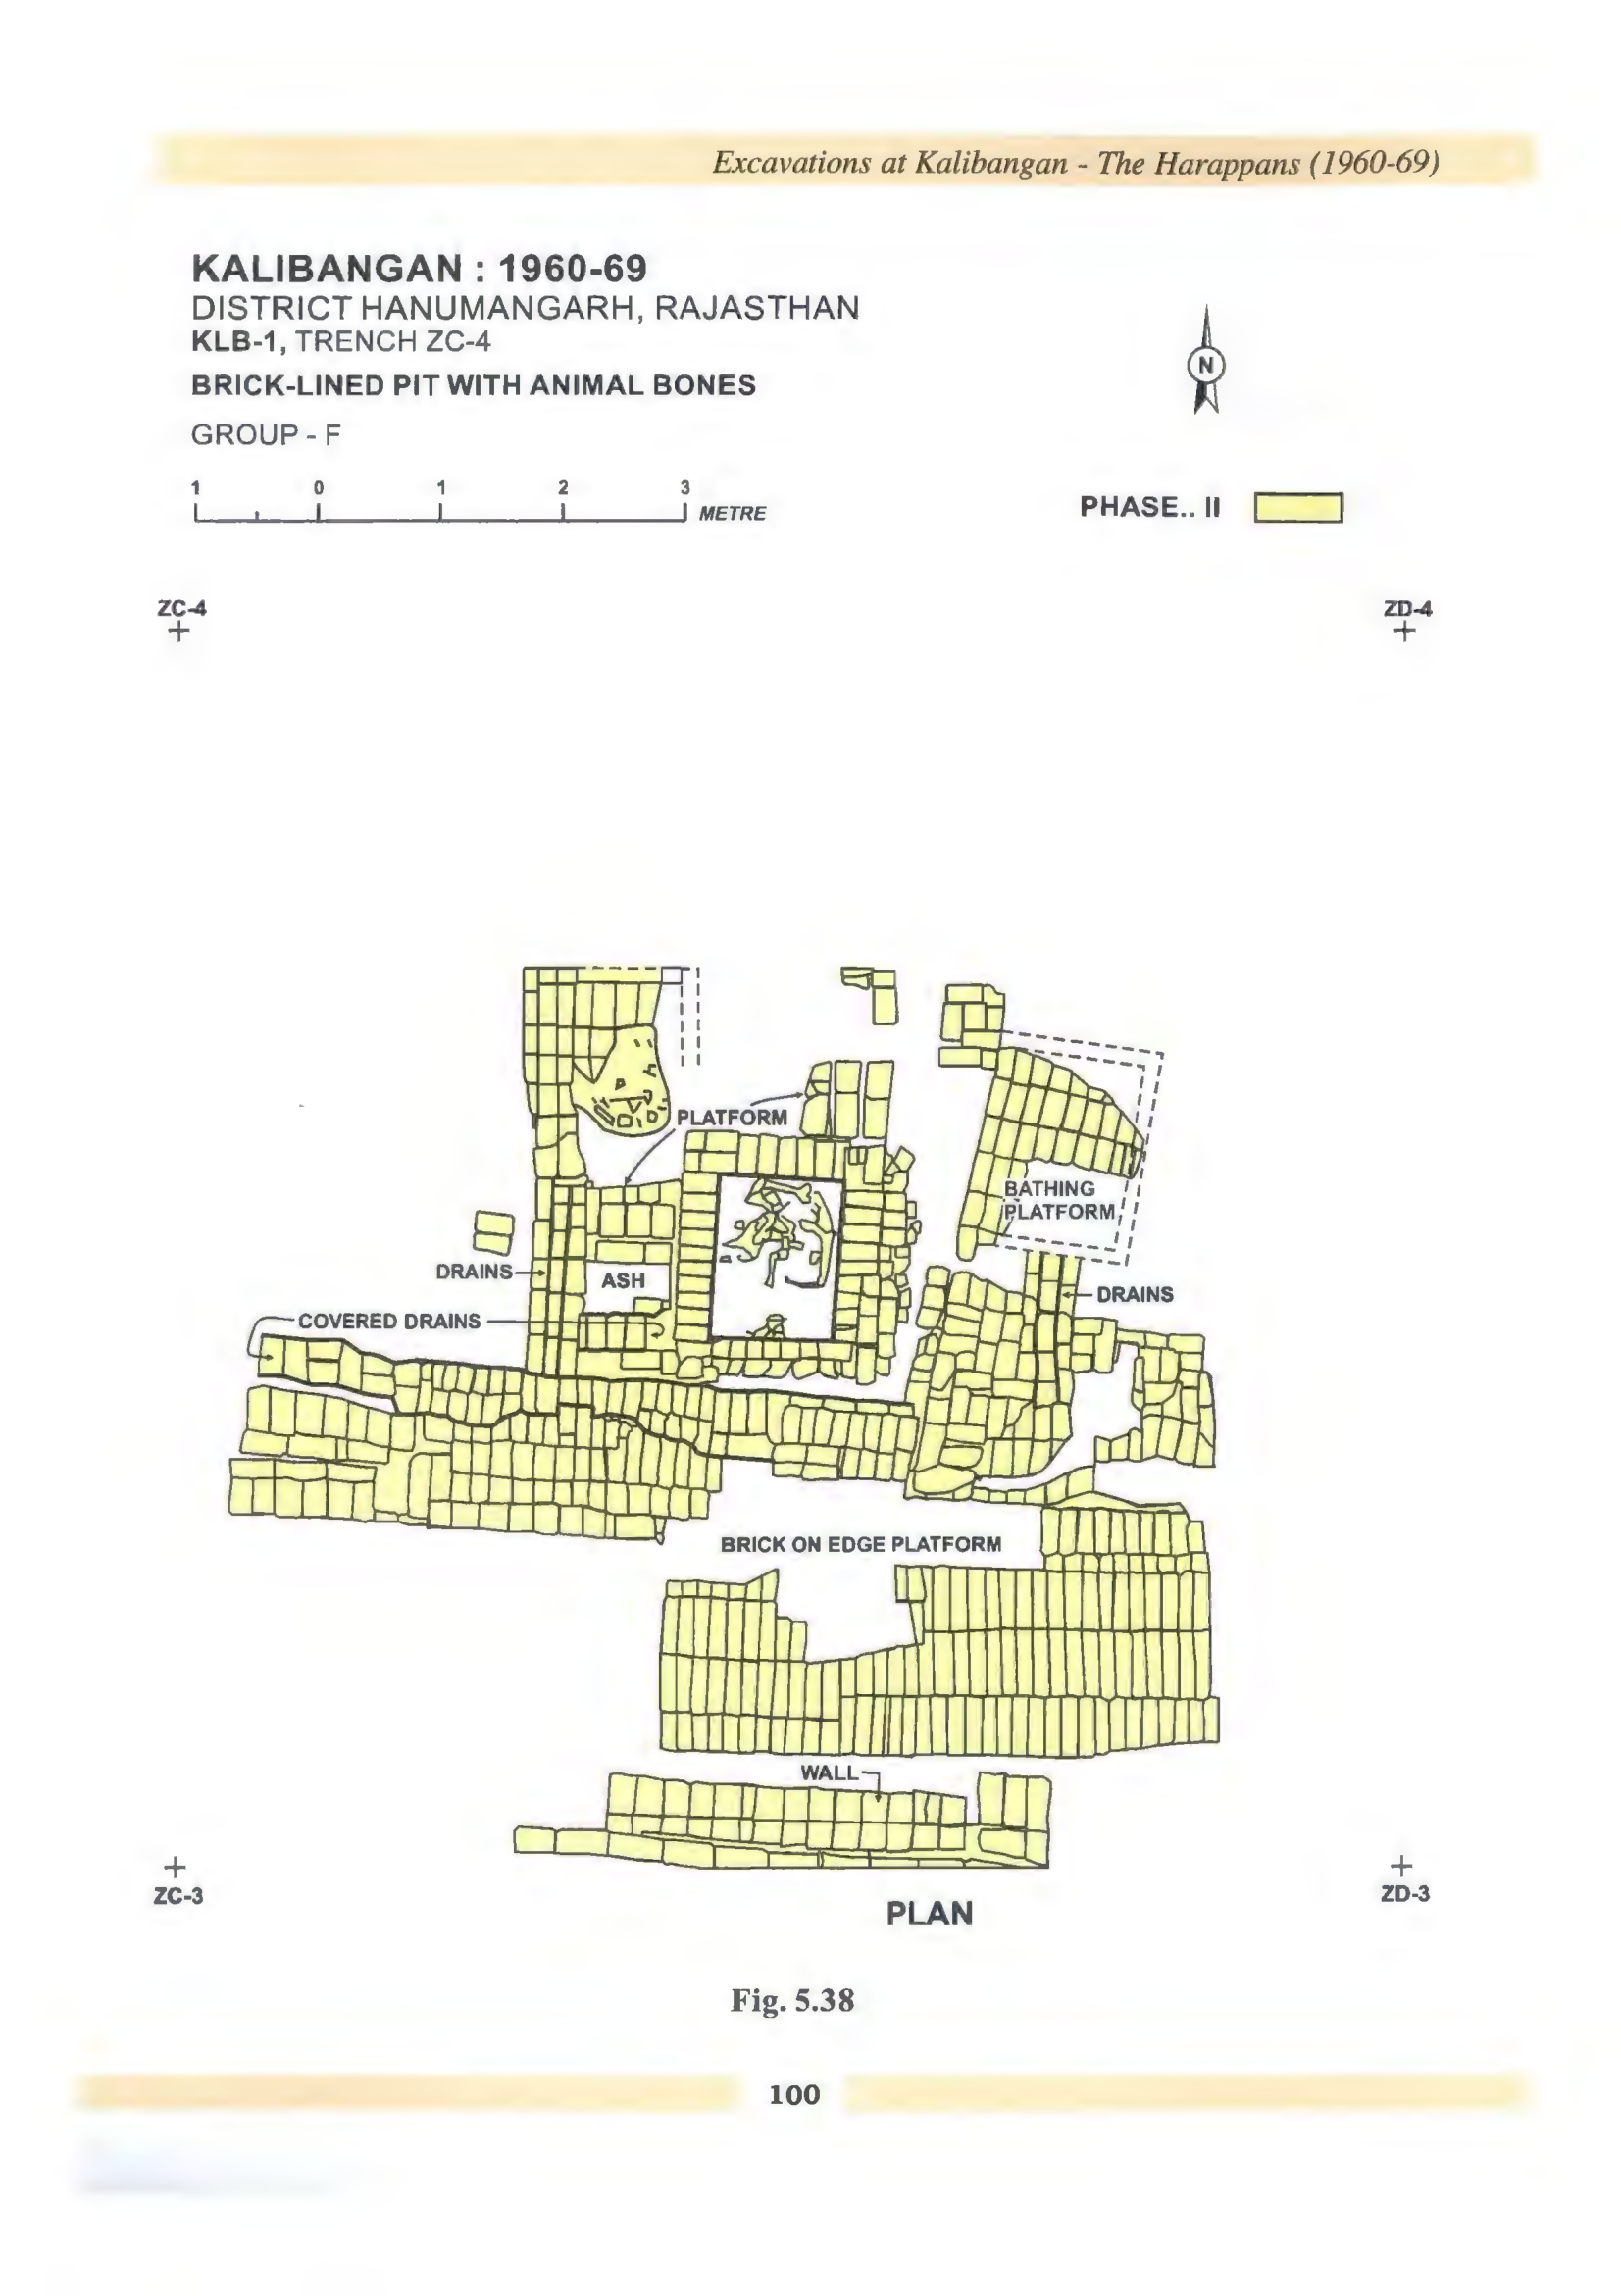 Excavations at Kalibangan - The Harappans (1960-69)
KALIBANGAN : 1960-69
DISTRICT HANUMANGARH, RAJASTHAN
KLB-1, TRENCH ZC-4
BRICK-LINED PIT WITH ANIMAL BONES
GROUP - F
N
1 0 1 2 3
METRE
PHASE.. II
ZC-4
ZD-4
PLATFORM
BATHING
PLATFORM
DRAINS
ASH
DRAINS
COVERED DRAINS
BRICK ON EDGE PLATFORM
WALL
ZC-3
ZD-3
PLAN
Fig. 5.38
100